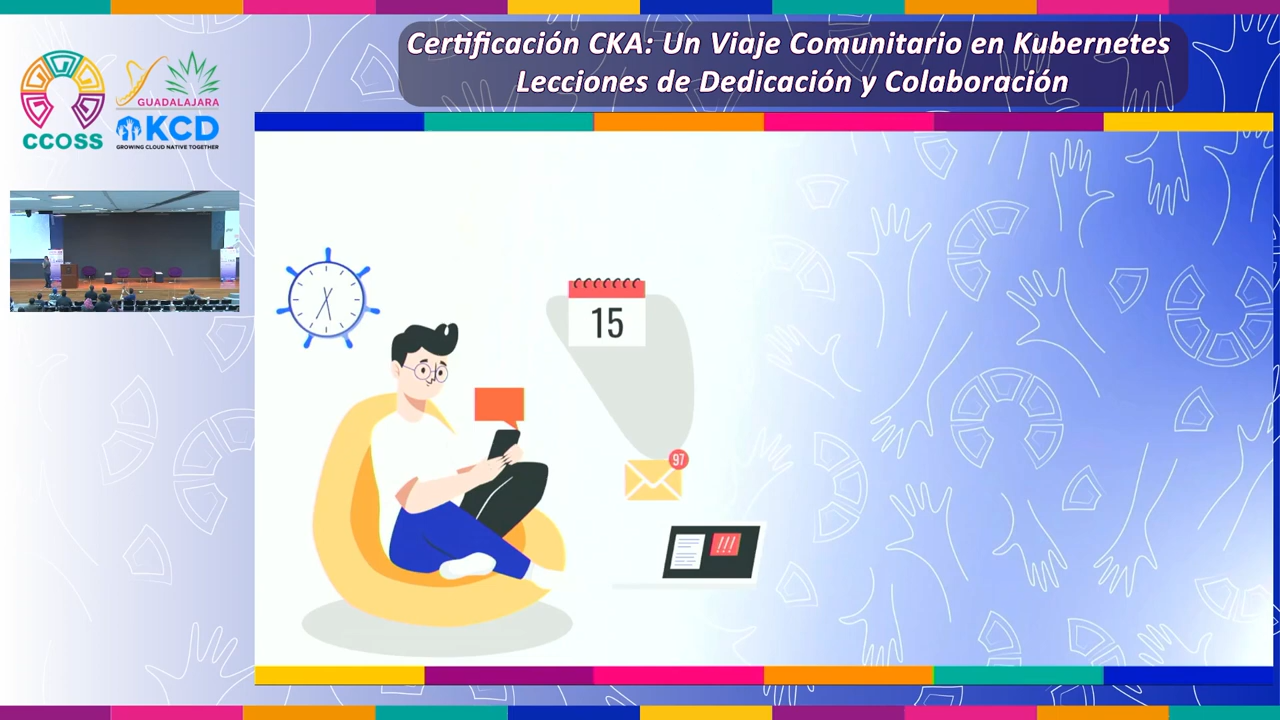 Certificación CKA: Un Viaje Comunitario en Kubernetes
Lecciones de Dedicación y Colaboración
CCOSS
GUADALAJARA
KCD
GROWING CLOUD NATIVE TOGETHER
15
97
!!!